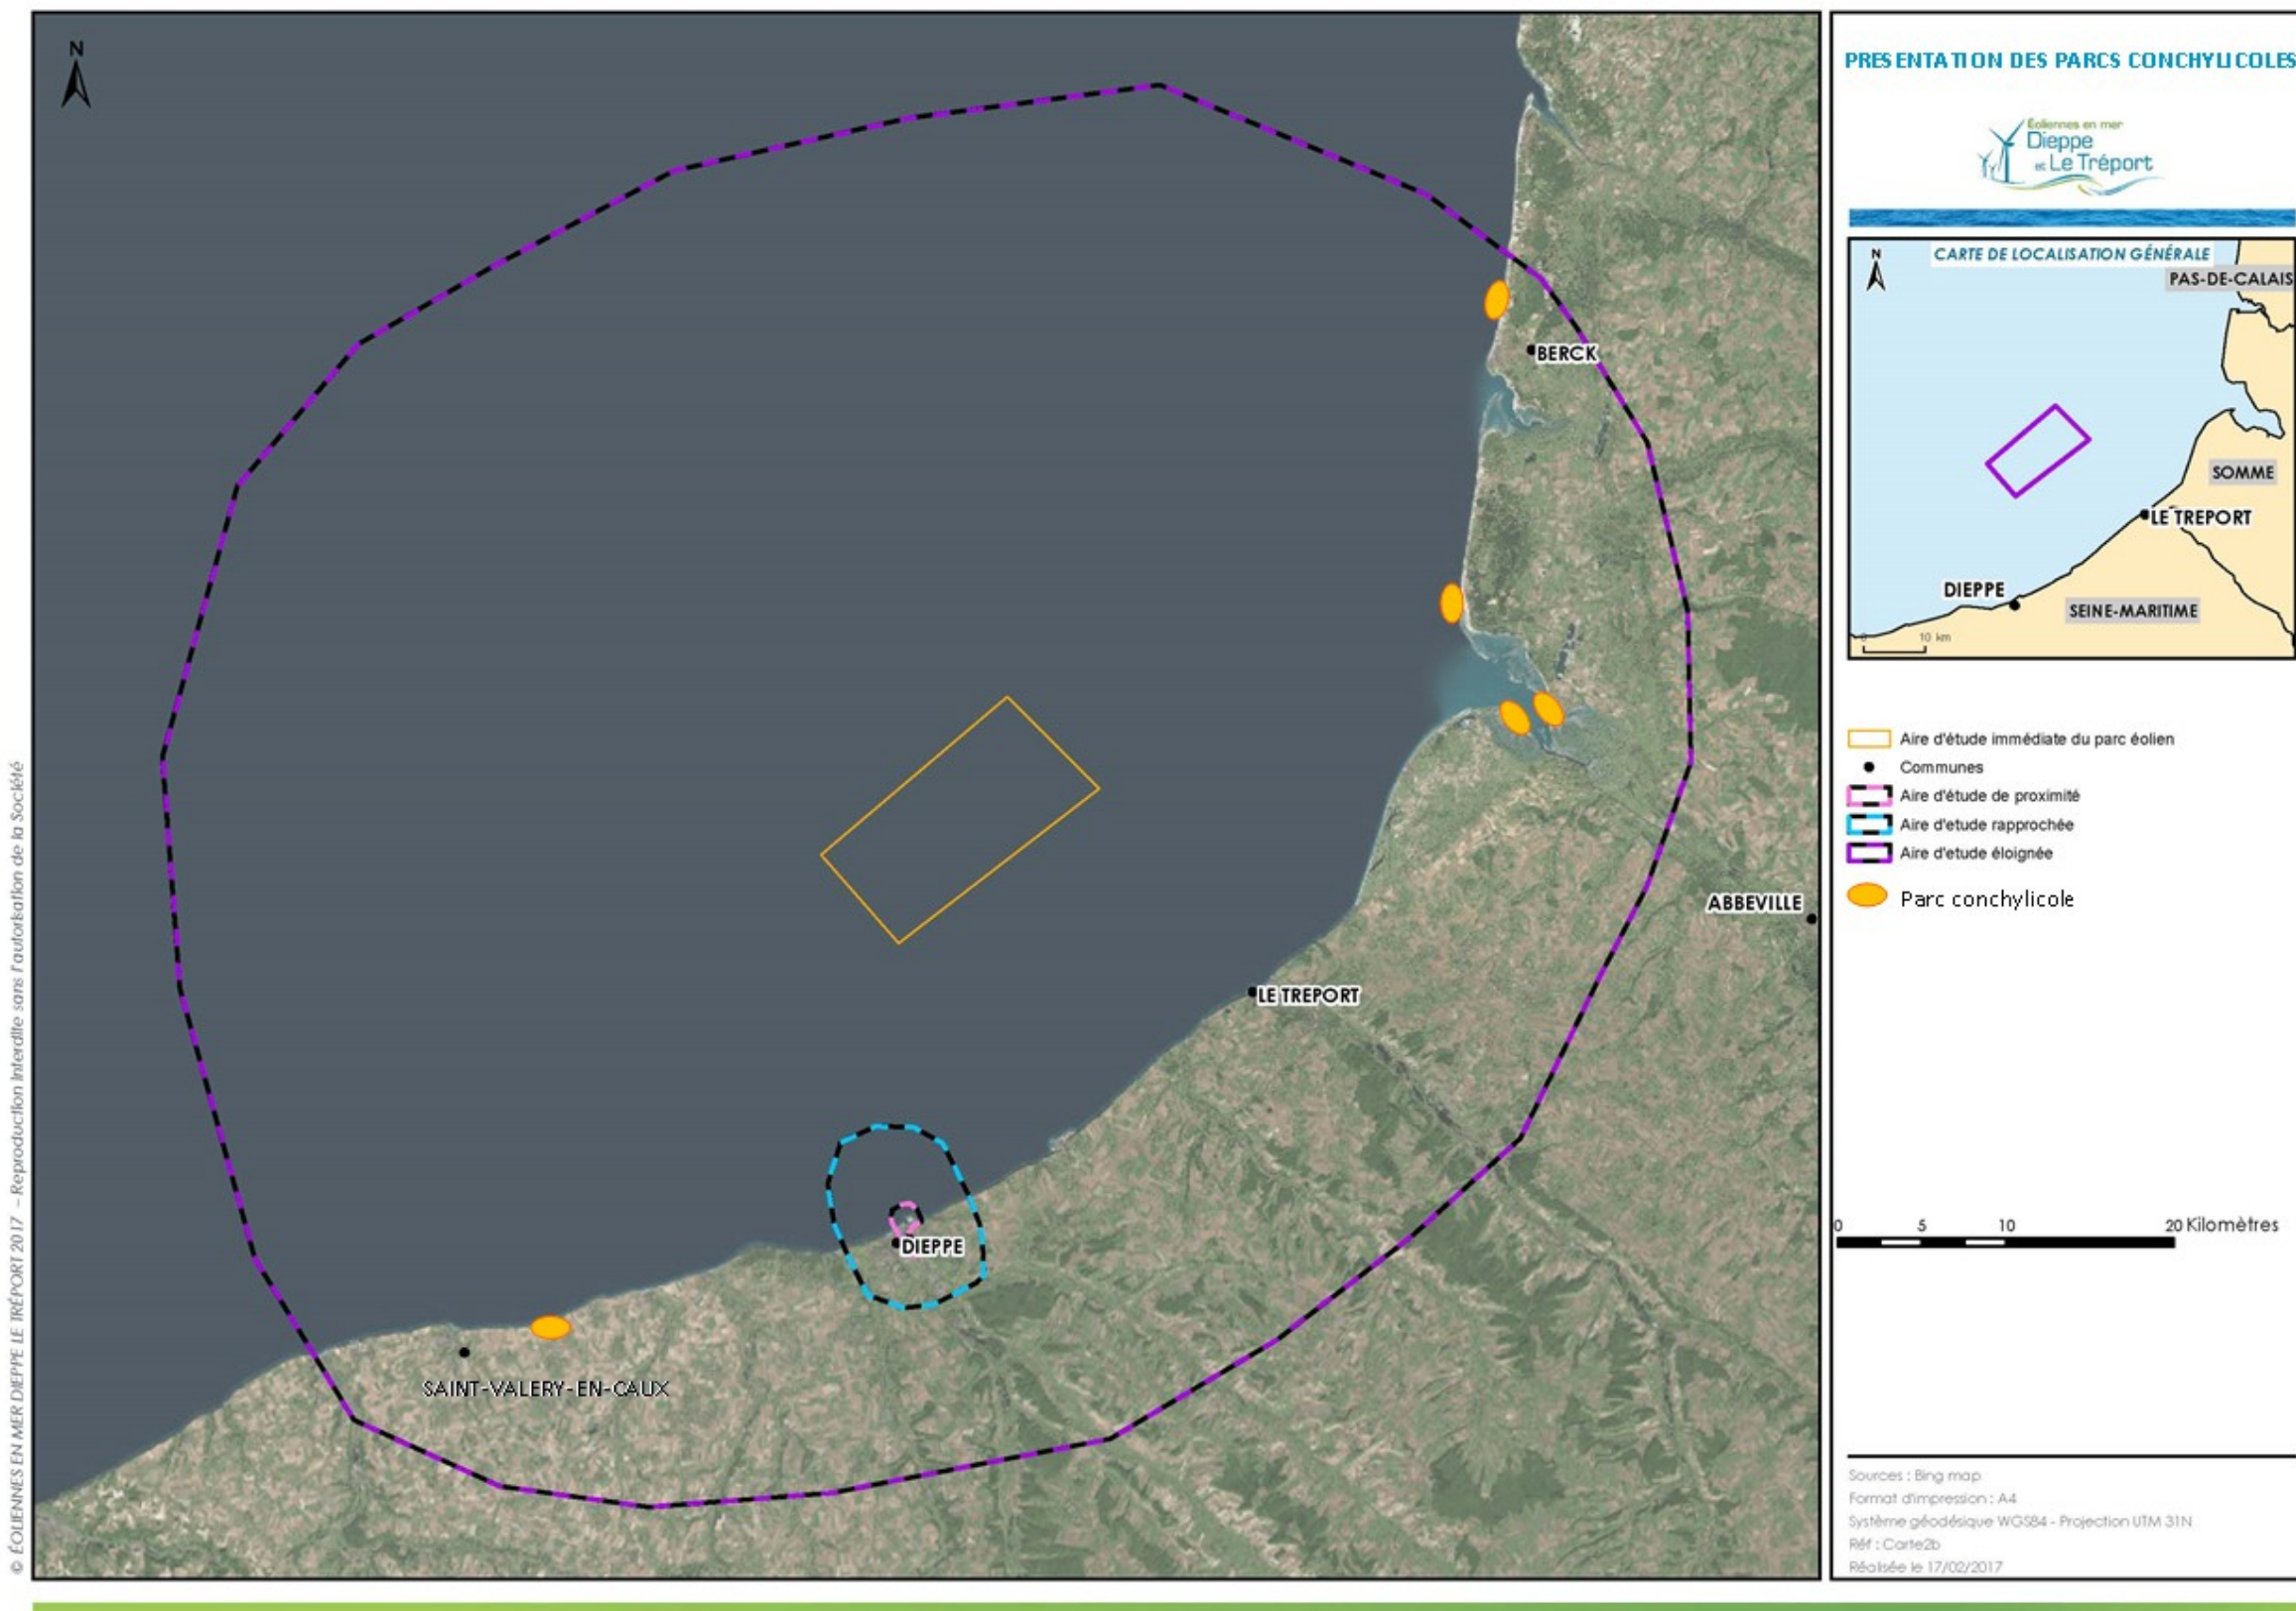 N
BERCK
ABBEVILLE
LE TREPORT
DIEPPE
SAINT-VALERY-EN-CAUX
© ÉOLIENNES EN MER DIEPPE LE TRÉPORT 2017 - Reproduction interdite sans l'autorisation de la Société
PRESENTATION DES PARCS CONCHYLICOLES
Éoliennes en mer
Dieppe
et Le Tréport
N
CARTE DE LOCALISATION GÉNÉRALE
PAS-DE-CALAIS
SOMME
LE TREPORT
DIEPPE
SEINE-MARITIME
0 10 km
Aire d'étude immédiate du parc éolien
Communes
Aire d'étude de proximité
Aire d'etude rapprochée
Aire d'etude éloignée
Parc conchylicole
0 5 10 20 Kilomètres
Sources : Bing map
Format d'impression : A4
Système géodésique WGS84 - Projection UTM 31N
Réf : Carte2b
Réalisée le 17/02/2017